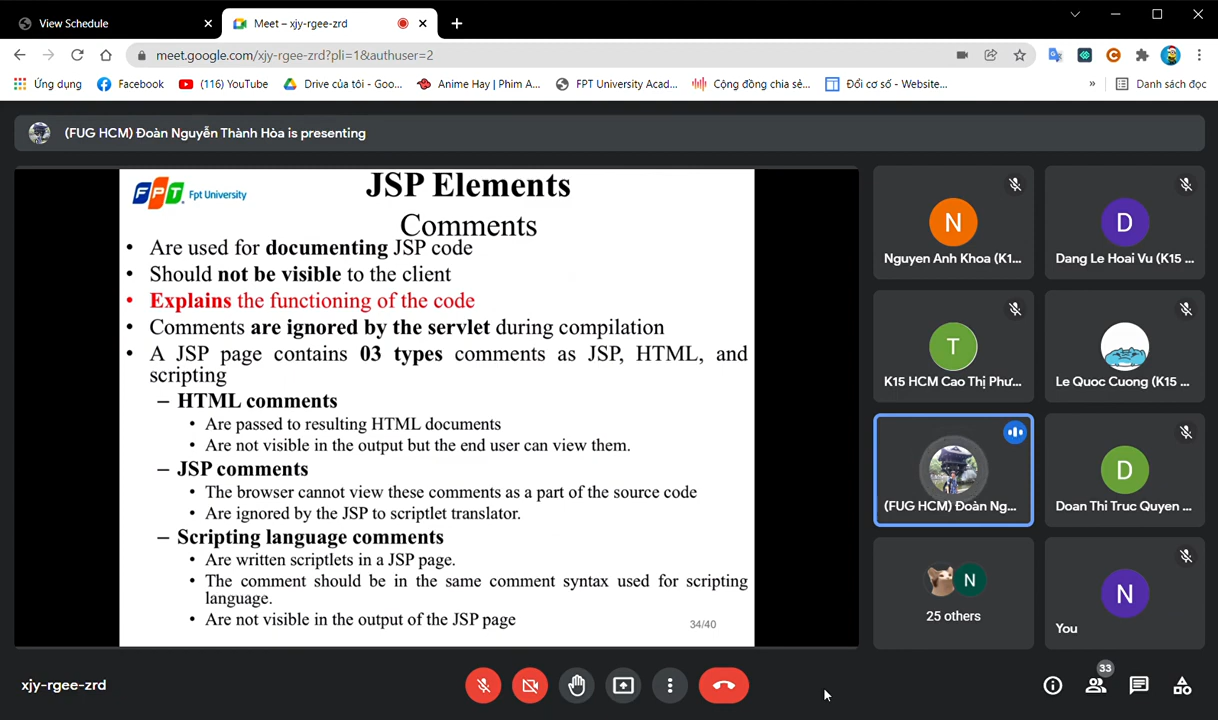 View Schedule
Meet – xjy-rgee-zrd
meet.google.com/xjy-rgee-zrd?pli=1&authuser=2
Ứng dụng
Facebook
(116) YouTube
Drive của tôi - Goo...
Anime Hay | Phim A...
FPT University Acad...
Cộng đồng chia sẻ...
Đổi cơ số - Website...
»
Danh sách đọc
(FUG HCM) Đoàn Nguyễn Thành Hòa is presenting
FPT Fpt University
JSP Elements
Comments
• Are used for documenting JSP code
• Should not be visible to the client
• Explains the functioning of the code
• Comments are ignored by the servlet during compilation
• A JSP page contains 03 types comments as JSP, HTML, and
scripting
– HTML comments
• Are passed to resulting HTML documents
• Are not visible in the output but the end user can view them.
– JSP comments
• The browser cannot view these comments as a part of the source code
• Are ignored by the JSP to scriptlet translator.
– Scripting language comments
• Are written scriptlets in a JSP page.
• The comment should be in the same comment syntax used for scripting
language.
• Are not visible in the output of the JSP page
34/40
N
Nguyen Anh Khoa (K1...
D
Dang Le Hoai Vu (K15 ...
T
K15 HCM Cao Thị Phư...
Le Quoc Cuong (K15 ...
(FUG HCM) Đoàn Ng...
D
Doan Thi Truc Quyen ...
N
25 others
N
You
xjy-rgee-zrd
33